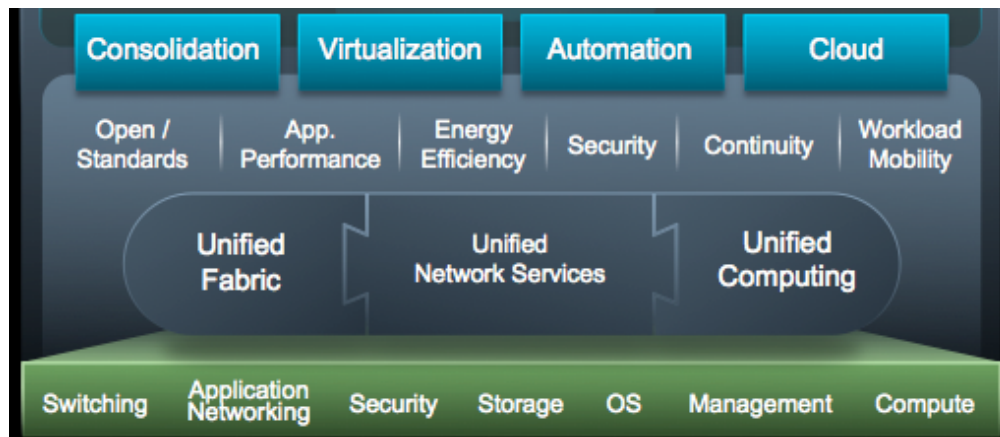 Consolidation Virtualization Automation Cloud
Open / App. Energy Security Continuity Workload
Standards Performance Efficiency Mobility
Unified Unified Unified
Fabric Network Services Computing
Switching Application Security Storage OS Management Compute
Networking